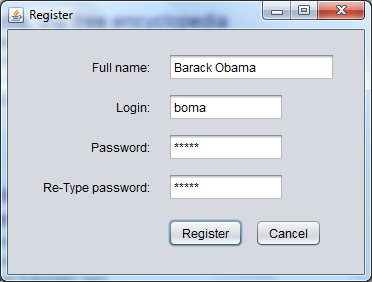 Register
Full name: Barack Obama
Login: boma
Password: *****
Re-Type password: *****
Register Cancel